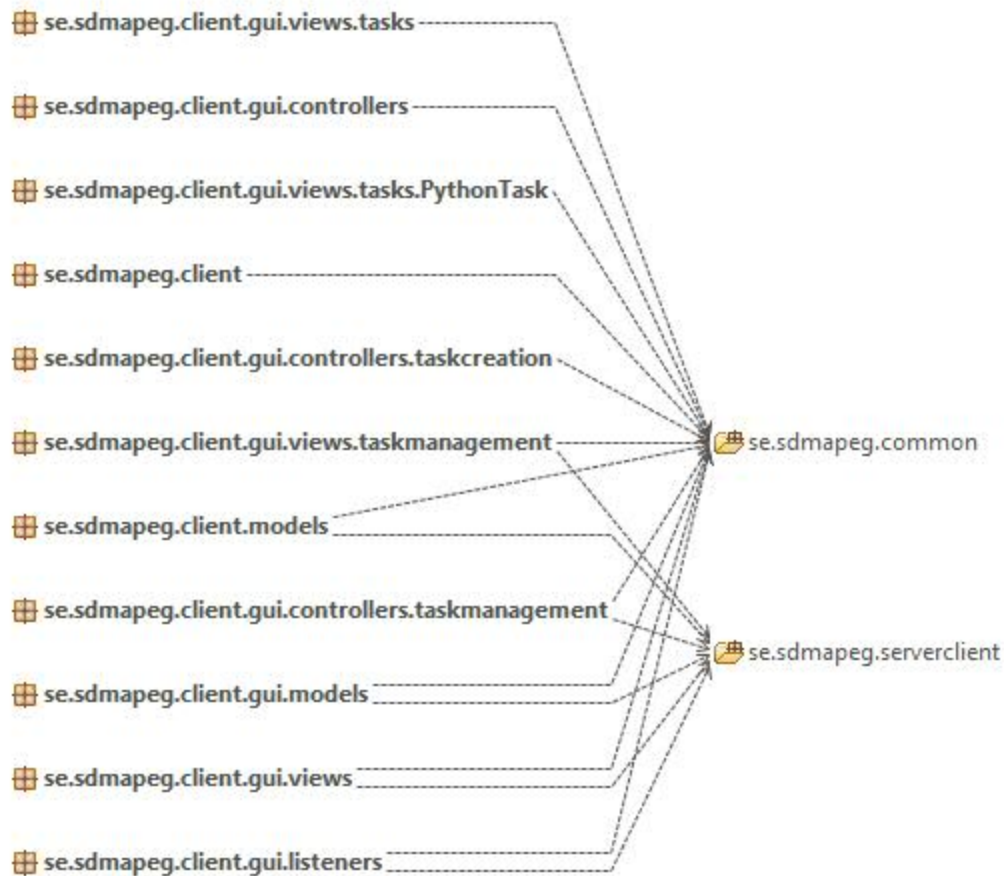 se.sdmapeg.client.gui.views.tasks
se.sdmapeg.client.gui.controllers
se.sdmapeg.client.gui.views.tasks.PythonTask
se.sdmapeg.client
se.sdmapeg.client.gui.controllers.taskcreation
se.sdmapeg.client.gui.views.taskmanagement
se.sdmapeg.common
se.sdmapeg.client.models
se.sdmapeg.client.gui.controllers.taskmanagement
se.sdmapeg.serverclient
se.sdmapeg.client.gui.models
se.sdmapeg.client.gui.views
se.sdmapeg.client.gui.listeners